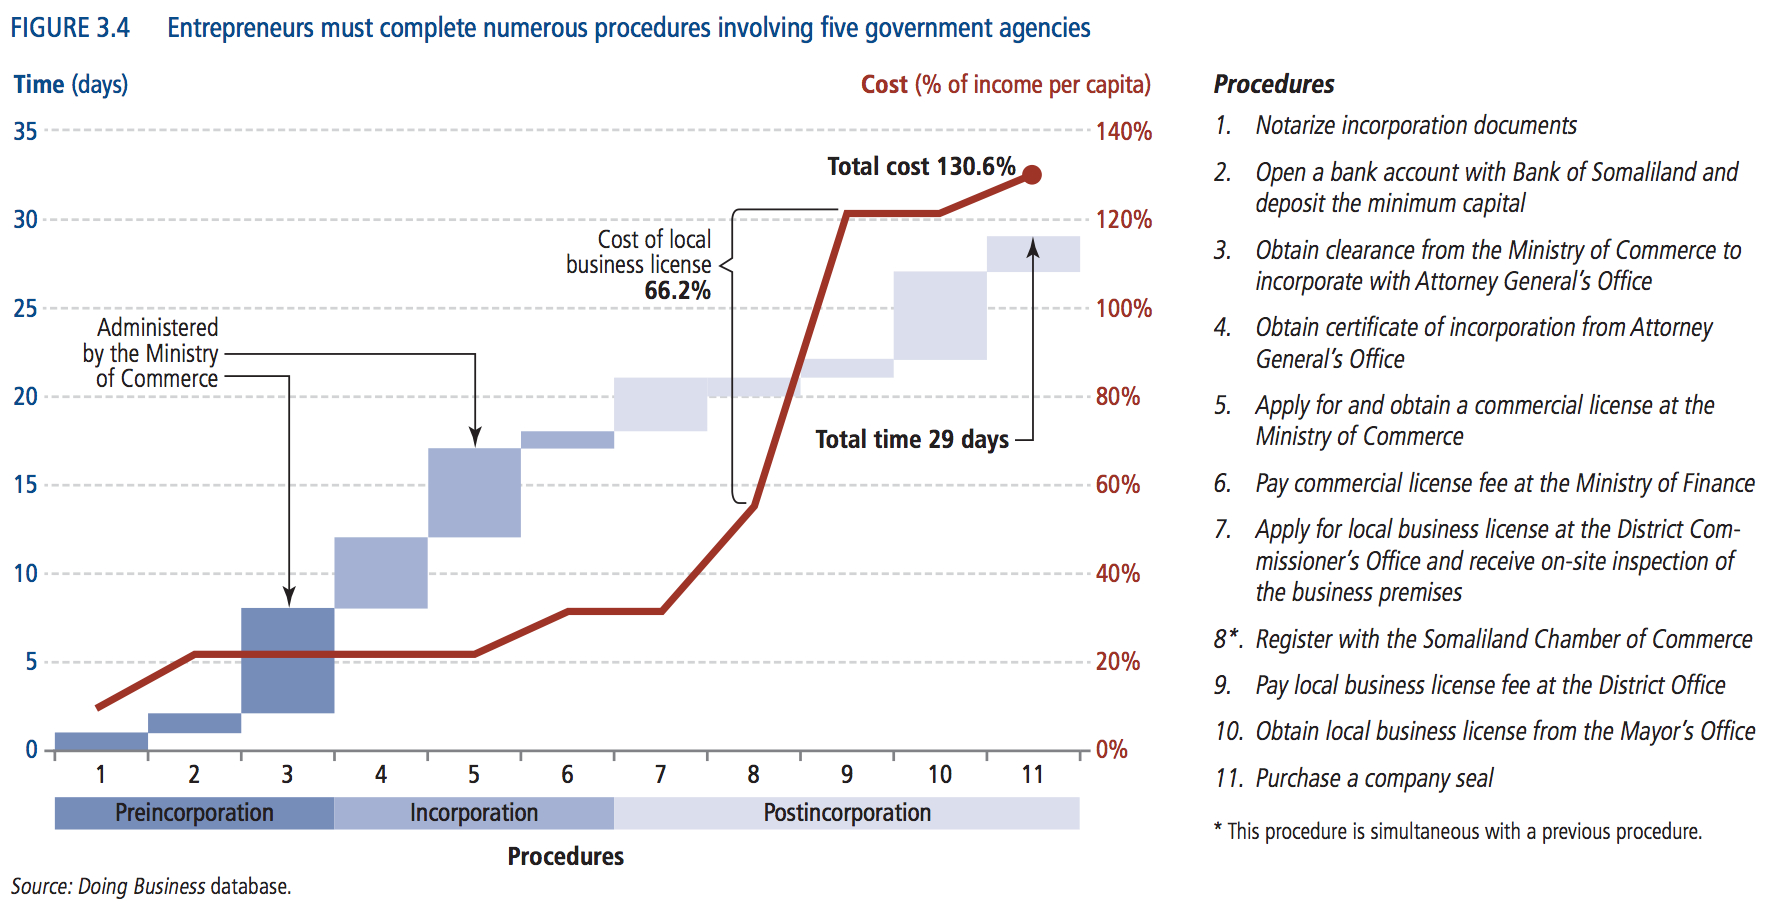 FIGURE 3.4 Entrepreneurs must complete numerous procedures involving five government agencies
Time (days)
Cost (% of income per capita)
35
30
25
20
15
10
5
0
140%
120%
100%
80%
60%
40%
20%
0%
Total cost 130.6%
Cost of local
business license
66.2%
Administered
by the Ministry
of Commerce
Total time 29 days
1 2 3 4 5 6 7 8 9 10 11
Preincorporation Incorporation Postincorporation
Procedures
Source: Doing Business database.
Procedures
1. Notarize incorporation documents
2. Open a bank account with Bank of Somaliland and
deposit the minimum capital
3. Obtain clearance from the Ministry of Commerce to
incorporate with Attorney General's Office
4. Obtain certificate of incorporation from Attorney
General's Office
5. Apply for and obtain a commercial license at the
Ministry of Commerce
6. Pay commercial license fee at the Ministry of Finance
7. Apply for local business license at the District Com-
missioner's Office and receive on-site inspection of
the business premises
8*. Register with the Somaliland Chamber of Commerce
9. Pay local business license fee at the District Office
10. Obtain local business license from the Mayor's Office
11. Purchase a company seal
* This procedure is simultaneous with a previous procedure.